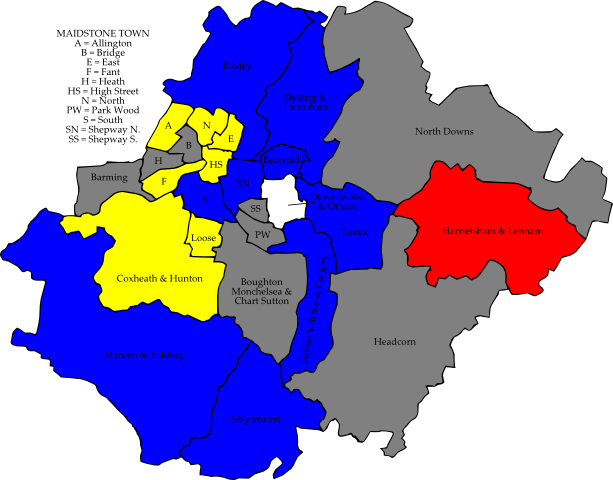 MAIDSTONE TOWN
A = Allington
B = Bridge
E = East
F = Fant
H = Heath
HS = High Street
N = North
PW = Park Wood
S = South
SN = Shepway N.
SS = Shepway S.
Boxley
Detling &
Thurnham
North Downs
A
N
B
E
H
HS
Bearsted
Barming
F
SN
S
Downswood
& Otham
SS
Leeds
PW
Loose
Harrietsham & Lenham
Coxheath & Hunton
Boughton
Monchelsea &
Chart Sutton
Sutton Valence & Langley
Headcorn
Marden & Yalding
Staplehurst